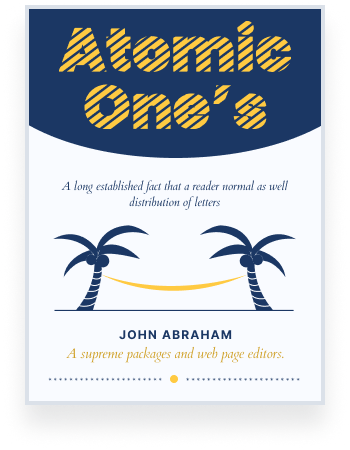 Atomic
One's
A long established fact that a reader normal as well
distribution of letters
JOHN ABRAHAM
A supreme packages and web page editors.